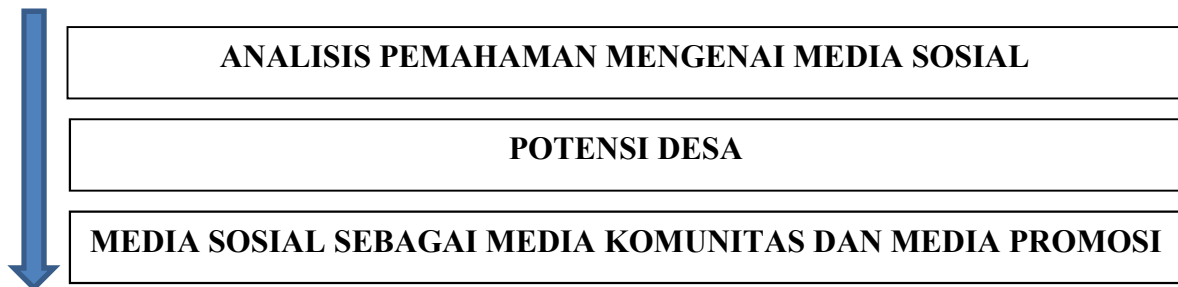 ANALISIS PEMAHAMAN MENGENAI MEDIA SOSIAL
POTENSI DESA
MEDIA SOSIAL SEBAGAI MEDIA KOMUNITAS DAN MEDIA PROMOSI